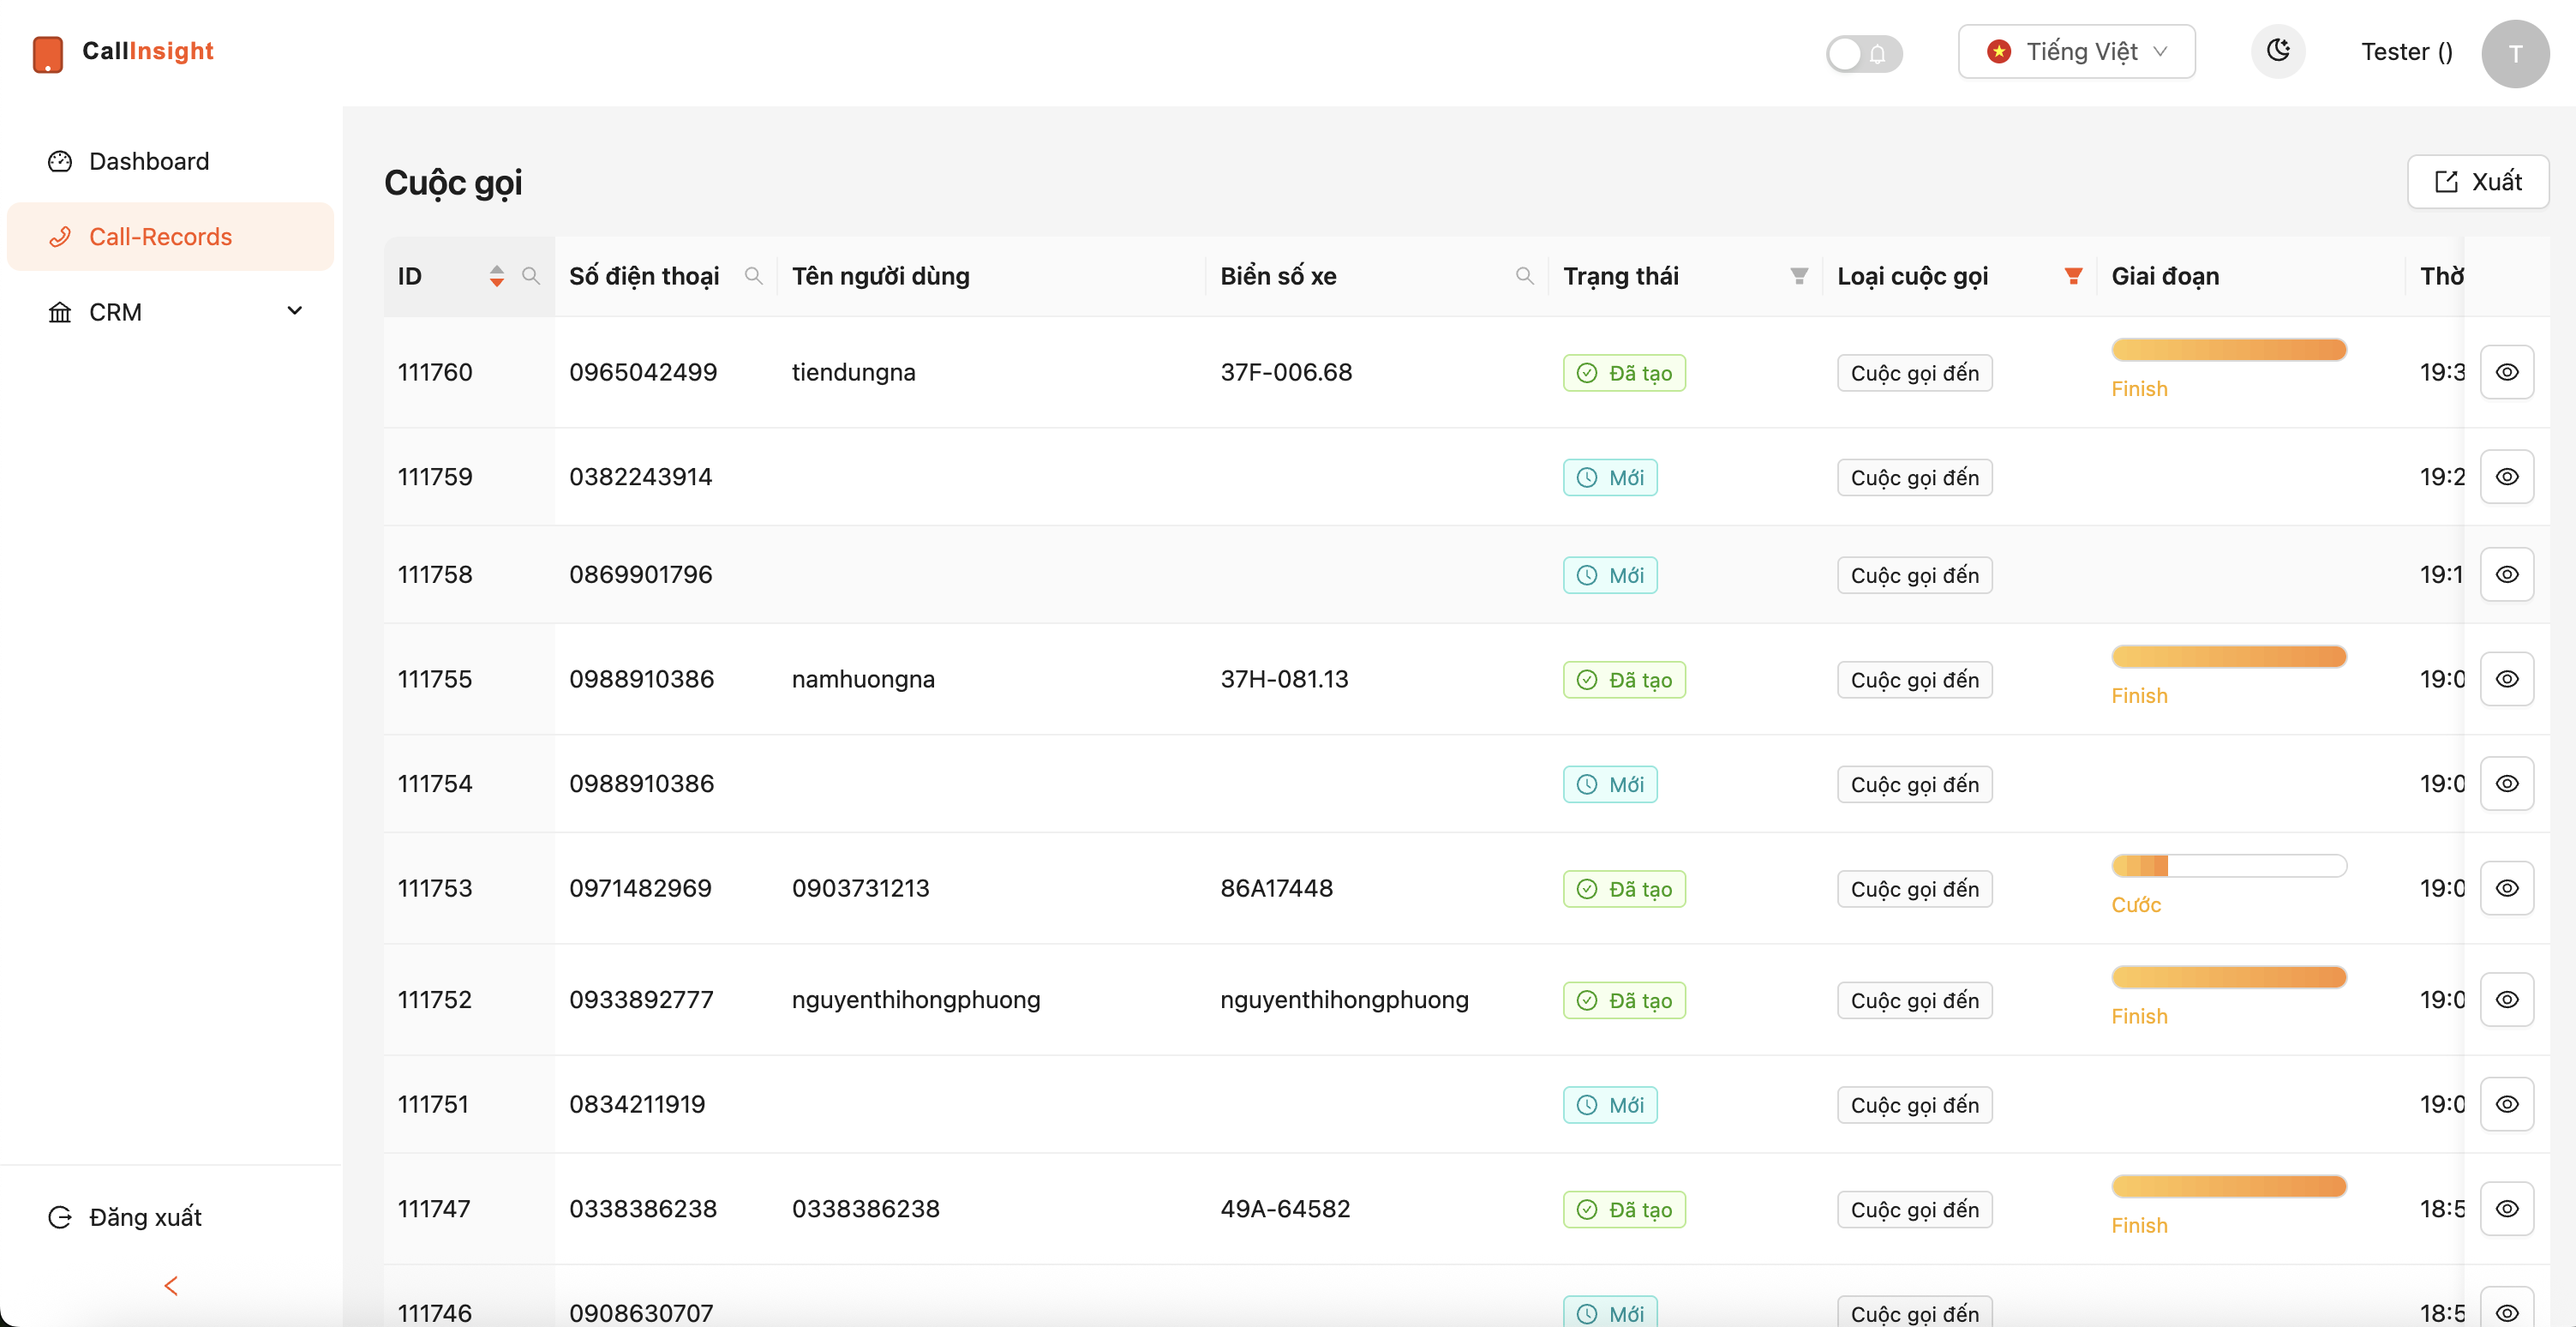 CallInsight
Tiếng Việt
Tester ()
T
Dashboard
Call-Records
CRM
Đăng xuất
Cuộc gọi
Xuất
ID Số điện thoại Tên người dùng Biển số xe Trạng thái Loại cuộc gọi Giai đoạn Thờ
111760 0965042499 tiendungna 37F-006.68 Đã tạo Cuộc gọi đến Finish 19:3
111759 0382243914 Mới Cuộc gọi đến 19:2
111758 0869901796 Mới Cuộc gọi đến 19:1
111755 0988910386 namhuongna 37H-081.13 Đã tạo Cuộc gọi đến Finish 19:0
111754 0988910386 Mới Cuộc gọi đến 19:0
111753 0971482969 0903731213 86A17448 Đã tạo Cuộc gọi đến Cước 19:0
111752 0933892777 nguyenthihongphuong nguyenthihongphuong Đã tạo Cuộc gọi đến Finish 19:0
111751 0834211919 Mới Cuộc gọi đến 19:0
111747 0338386238 0338386238 49A-64582 Đã tạo Cuộc gọi đến Finish 18:5
111746 0908630707 Mới Cuộc gọi đến 18:5